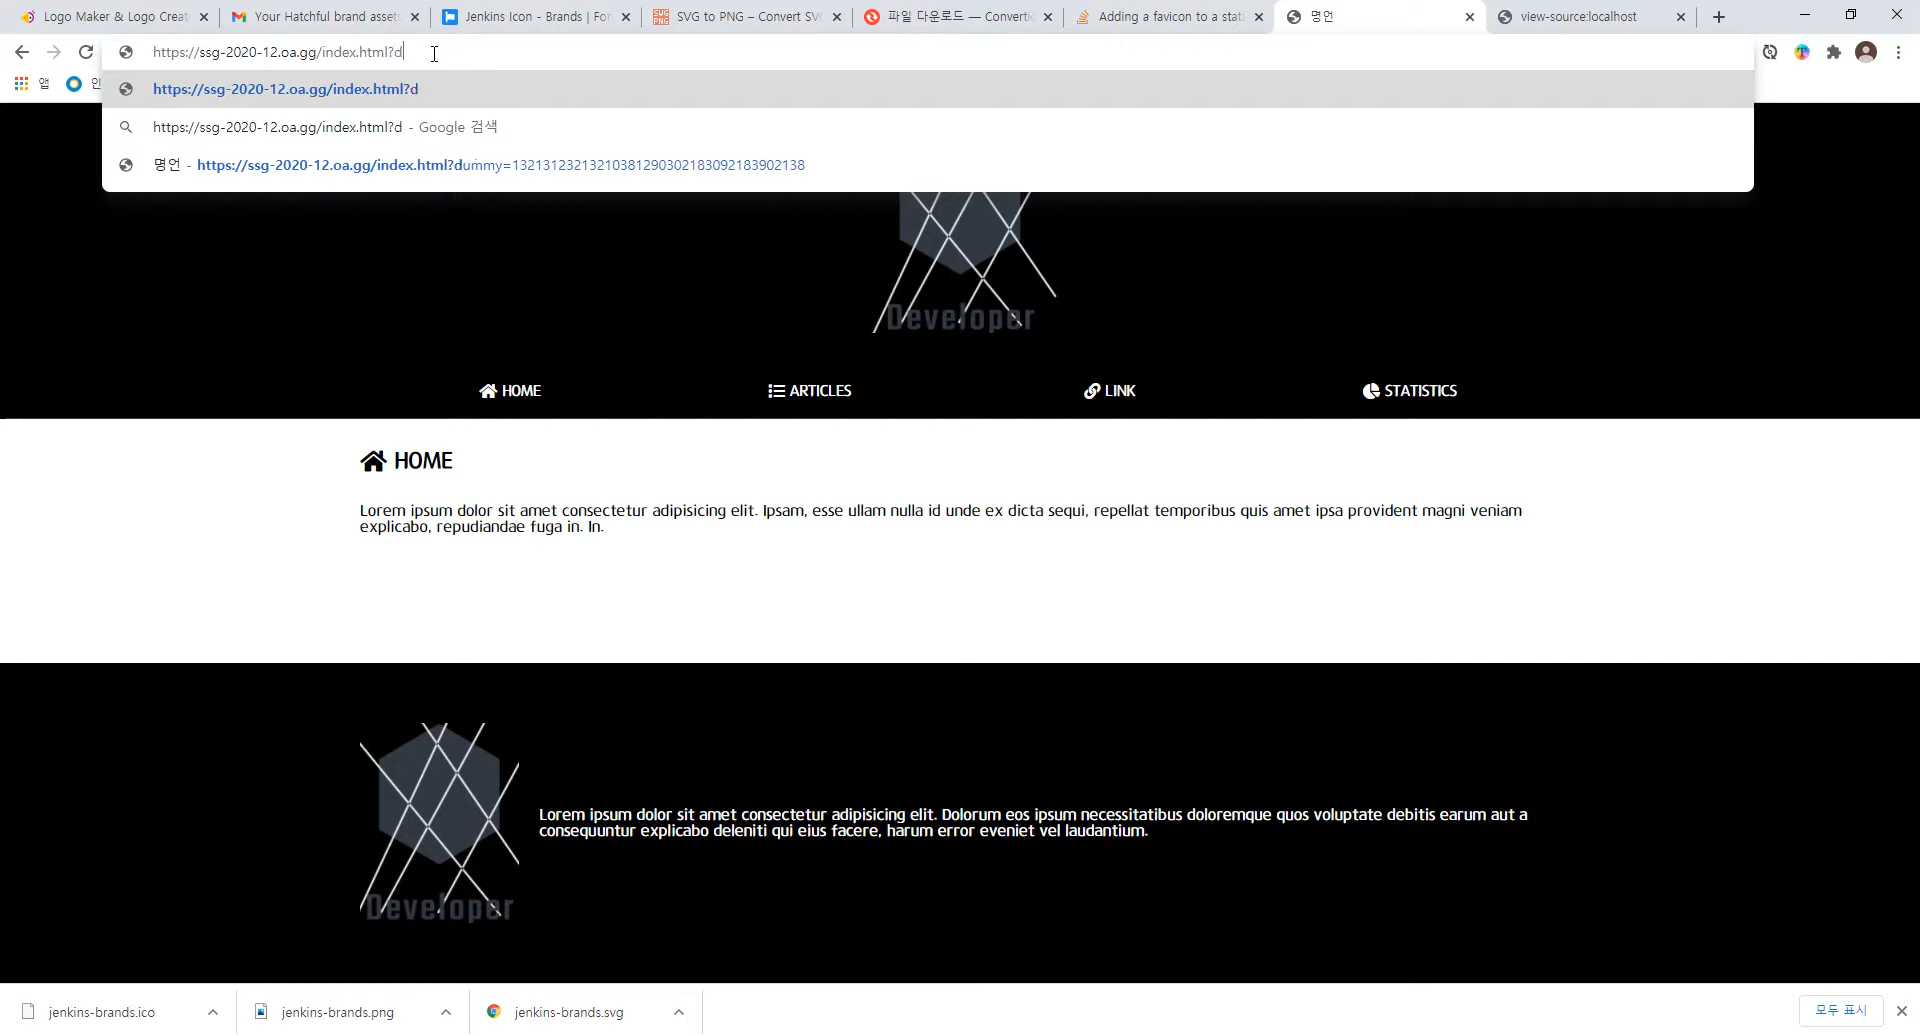 Logo Maker & Logo Creat
Your Hatchful brand asset
Jenkins Icon - Brands | Fon
SVG to PNG – Convert SVG
파일 다운로드 — Converti
Adding a favicon to a stati
명언
view-source:localhost
https://ssg-2020-12.oa.gg/index.html?d
앱
인
https://ssg-2020-12.oa.gg/index.html?d
https://ssg-2020-12.oa.gg/index.html?d - Google 검색
명언 - https://ssg-2020-12.oa.gg/index.html?dummy=13213123213210381290302183092183902138
Developer
HOME
ARTICLES
LINK
STATISTICS
HOME
Lorem ipsum dolor sit amet consectetur adipisicing elit. Ipsam, esse ullam nulla id unde ex dicta sequi, repellat temporibus quis amet ipsa provident magni veniam
explicabo, repudiandae fuga in. In.
Lorem ipsum dolor sit amet consectetur adipisicing elit. Dolorum eos ipsum necessitatibus doloremque quos voluptate debitis earum aut a
consequuntur explicabo deleniti qui eius facere, harum error eveniet vel laudantium.
Developer
jenkins-brands.ico
jenkins-brands.png
jenkins-brands.svg
모두 표시